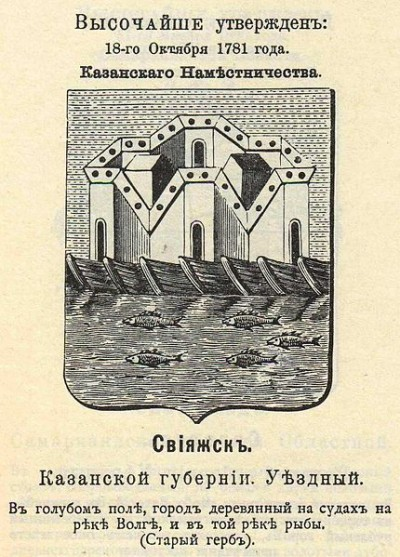 Высочайше утвержденъ:
18-го Октября 1781 года.
Казанскаго Намѣстничества.
Свіяжскъ.
Казанской губерніи. Уѣздный.
Въ голубомъ полѣ, городъ деревянный на судахъ на
рѣкѣ Волгѣ, и въ той рѣкѣ рыбы.
(Старый гербъ).